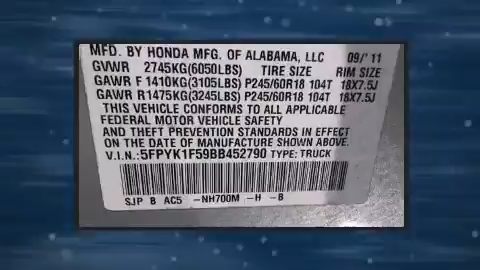 MFD. BY HONDA MFG. OF ALABAMA, LLC 09/'11
GVWR 2745KG(6050LBS) TIRE SIZE RIM SIZE
GAWR F 1410KG(3105LBS) P245/60R18 104T 18X7.5J
GAWR R1475KG(3245LBS) P245/60R18 104T 18X7.5J
THIS VEHICLE CONFORMS TO ALL APPLICABLE
FEDERAL MOTOR VEHICLE SAFETY
AND THEFT PREVENTION STANDARDS IN EFFECT
ON THE DATE OF MANUFACTURE SHOWN ABOVE.
V.I.N.:5FPYK1F59BB452790 TYPE: TRUCK
SJP B AC5 -NH700M -H -B